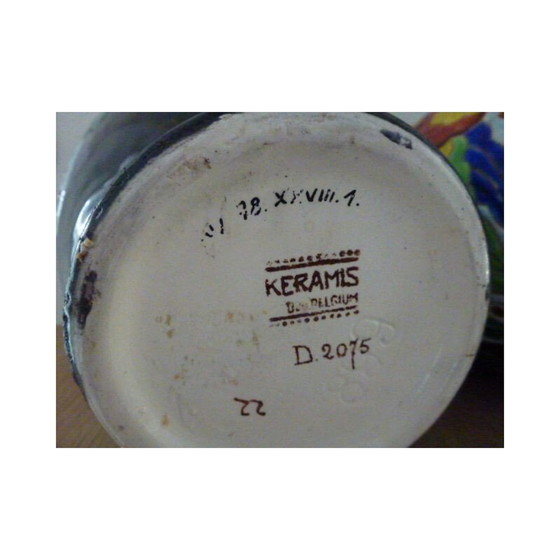 78. XXVIII. 1.
KERAMIS
BELGIUM
D. 2075
22